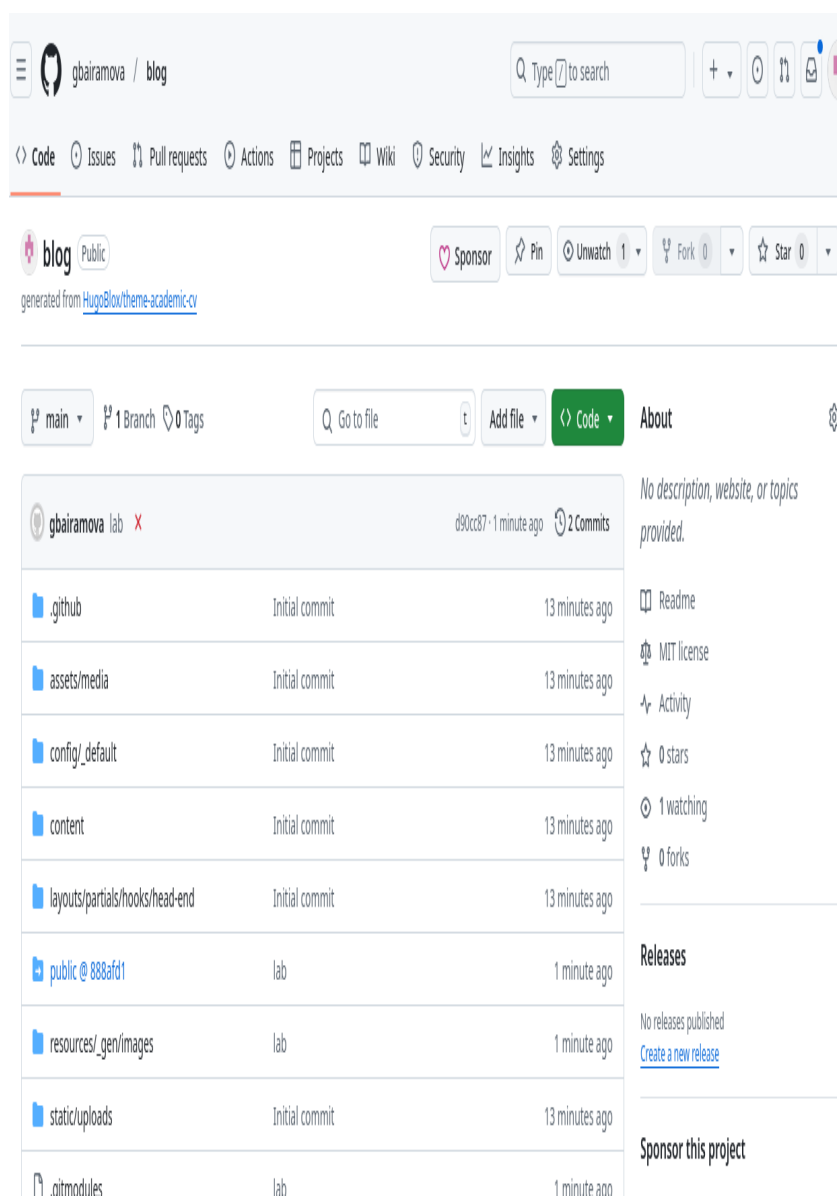 gbairamova / blog
Type / to search
Code Issues Pull requests Actions Projects Wiki Security Insights Settings
blog Public
Sponsor Pin Unwatch 1 Fork 0 Star 0
generated from HugoBlox/theme-academic-cv
main 1 Branch 0 Tags
Go to file t Add file Code
About
No description, website, or topics
provided.
gbairamova lab d90cc87 · 1 minute ago 2 Commits
.github Initial commit 13 minutes ago
assets/media Initial commit 13 minutes ago
config/_default Initial commit 13 minutes ago
content Initial commit 13 minutes ago
layouts/partials/hooks/head-end Initial commit 13 minutes ago
public @ 888afd1 lab 1 minute ago
resources/_gen/images lab 1 minute ago
static/uploads Initial commit 13 minutes ago
.gitmodules lab 1 minute ago
Readme
MIT license
Activity
0 stars
1 watching
0 forks
Releases
No releases published
Create a new release
Sponsor this project